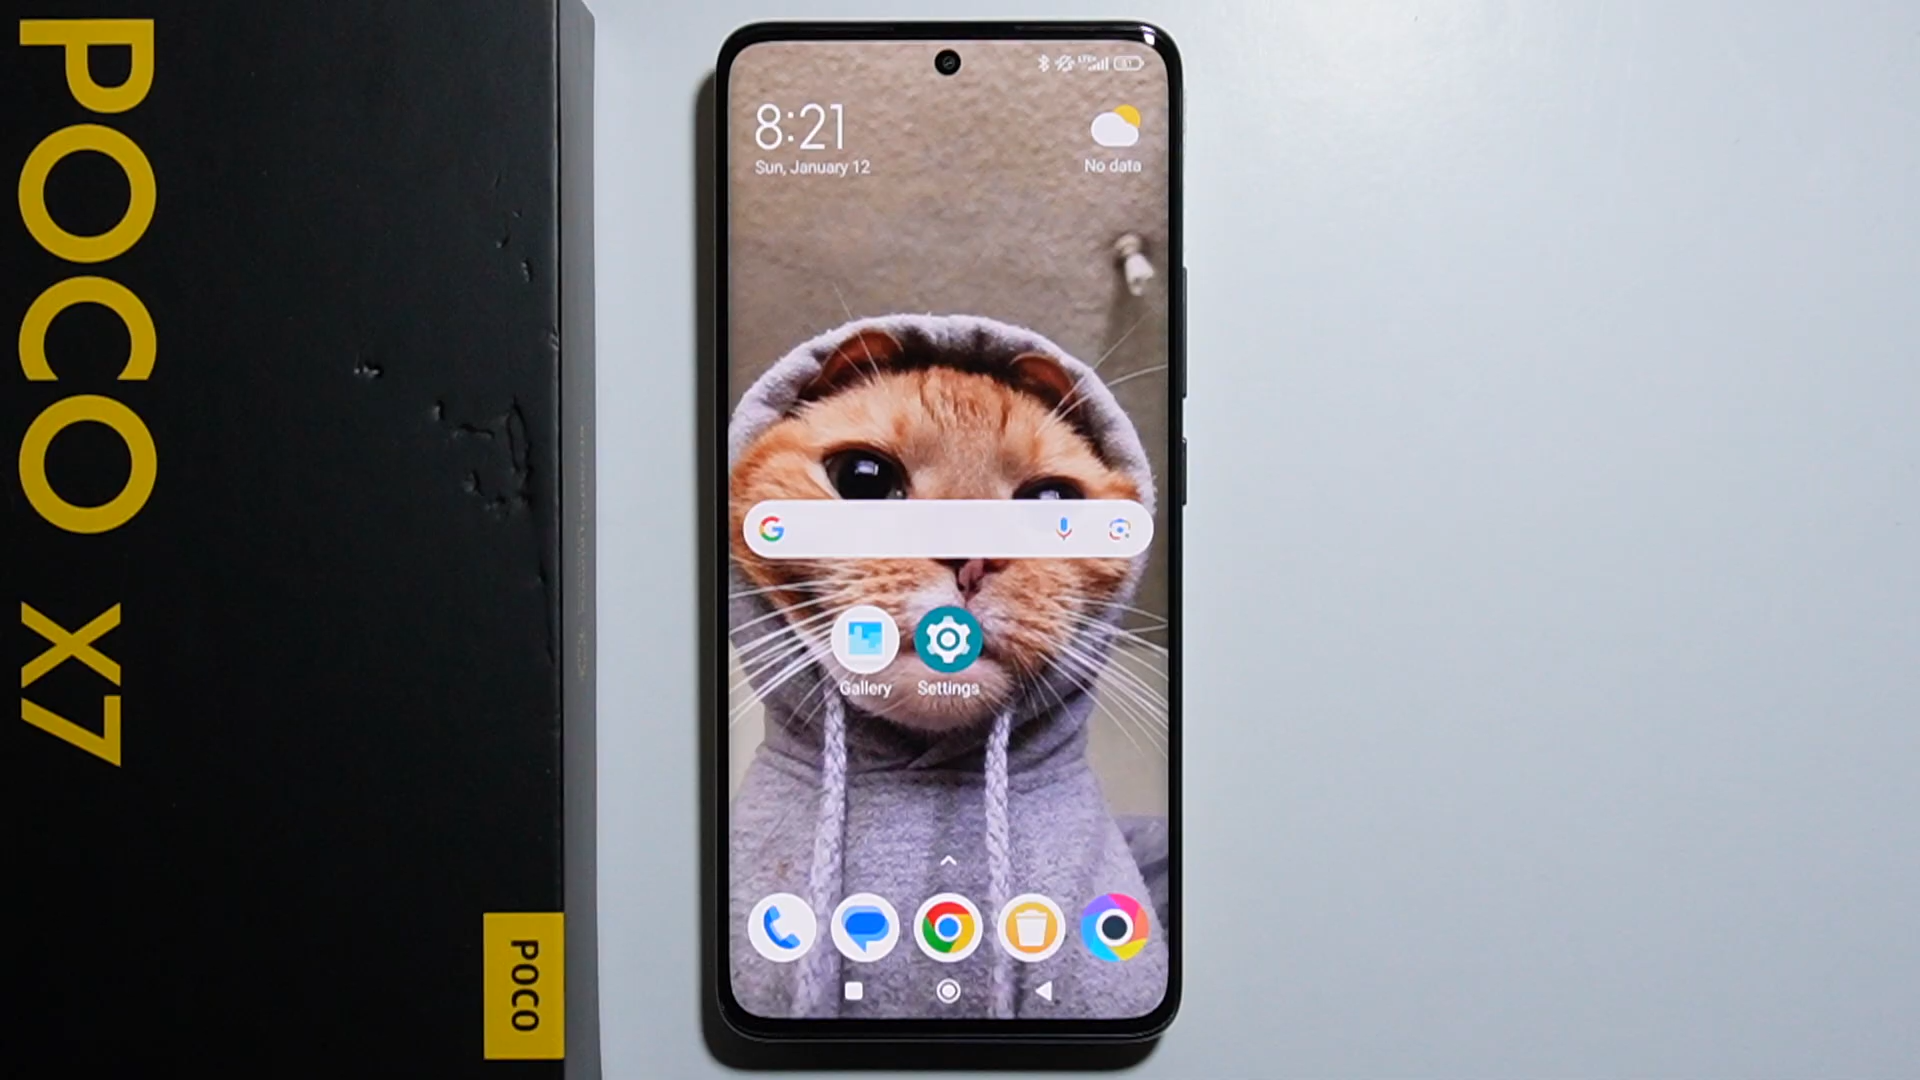 POCO X7
POCO
8:21
Sun, January 12
No data
Gallery
Settings